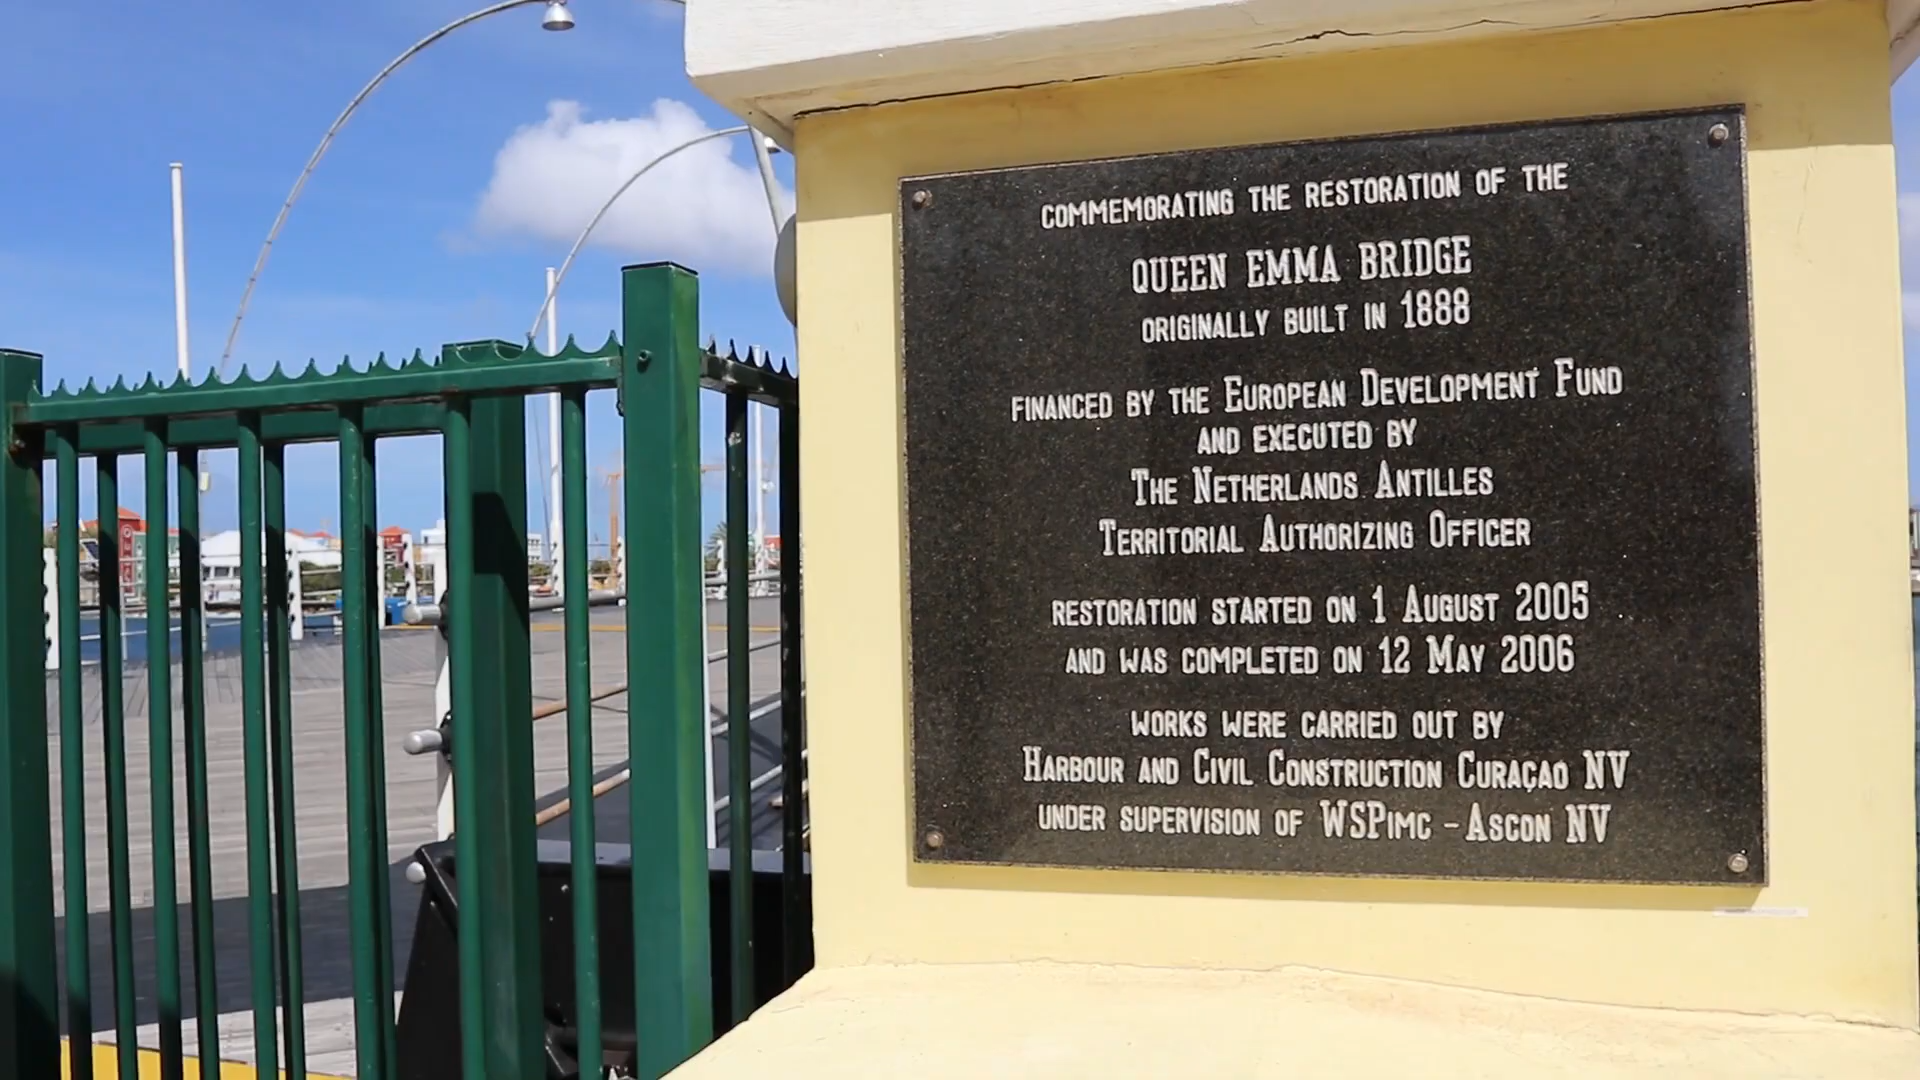 COMMEMORATING THE RESTORATION OF THE
QUEEN EMMA BRIDGE
ORIGINALLY BUILT IN 1888
FINANCED BY THE EUROPEAN DEVELOPMENT FUND
AND EXECUTED BY
THE NETHERLANDS ANTILLES
TERRITORIAL AUTHORIZING OFFICER
RESTORATION STARTED ON 1 AUGUST 2005
AND WAS COMPLETED ON 12 MAY 2006
WORKS WERE CARRIED OUT BY
HARBOUR AND CIVIL CONSTRUCTION CURAÇAO NV
UNDER SUPERVISION OF WSPIMC - ASCON NV